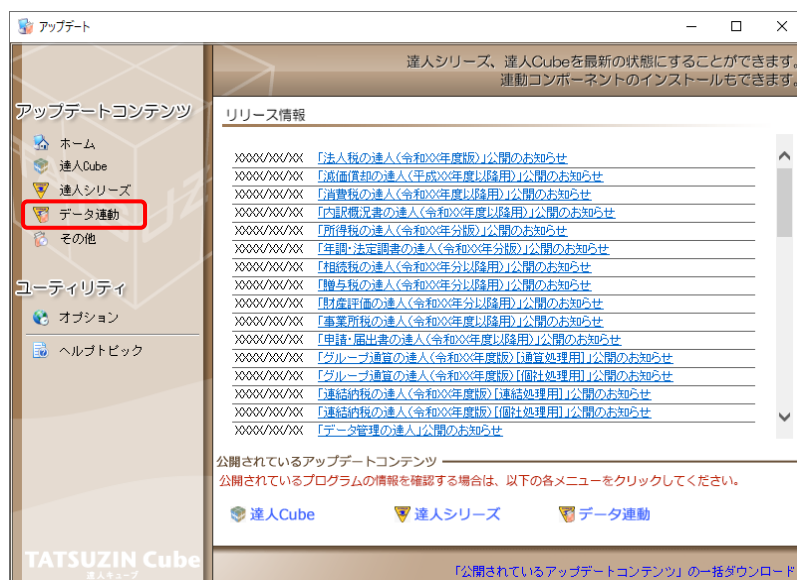 アップデート
達人シリーズ、達人Cubeを最新の状態にすることができます。
連動コンポーネントのインストールもできます。
アップデートコンテンツ
ホーム
達人Cube
達人シリーズ
データ連動
その他
ユーティリティ
オプション
ヘルプトピック
リリース情報
XXXX/XX/XX 「法人税の達人(令和XX年度版)」公開のお知らせ
XXXX/XX/XX 「減価償却の達人(平成XX年度以降用)」公開のお知らせ
XXXX/XX/XX 「消費税の達人(令和XX年度以降用)」公開のお知らせ
XXXX/XX/XX 「内訳概況書の達人(令和XX年度以降用)」公開のお知らせ
XXXX/XX/XX 「所得税の達人(令和XX年分版)」公開のお知らせ
XXXX/XX/XX 「年調・法定調書の達人(令和XX年分版)」公開のお知らせ
XXXX/XX/XX 「相続税の達人(令和XX年分以降用)」公開のお知らせ
XXXX/XX/XX 「贈与税の達人(令和XX年分以降用)」公開のお知らせ
XXXX/XX/XX 「財産評価の達人(令和XX年分以降用)」公開のお知らせ
XXXX/XX/XX 「事業所税の達人(令和XX年度以降用)」公開のお知らせ
XXXX/XX/XX 「申請・届出書の達人(令和XX年度以降用)」公開のお知らせ
XXXX/XX/XX 「グループ通算の達人(令和XX年度版)[通算処理用]」公開のお知らせ
XXXX/XX/XX 「グループ通算の達人(令和XX年度版)[個社処理用]」公開のお知らせ
XXXX/XX/XX 「連結納税の達人(令和XX年度版)[連結処理用]」公開のお知らせ
XXXX/XX/XX 「連結納税の達人(令和XX年度版)[個社処理用]」公開のお知らせ
XXXX/XX/XX 「データ管理の達人」公開のお知らせ
公開されているアップデートコンテンツ
公開されているプログラムの情報を確認する場合は、以下の各メニューをクリックしてください。
達人Cube 達人シリーズ データ連動
TATSUZIN Cube
達人キューブ
「公開されているアップデートコンテンツ」の一括ダウンロード